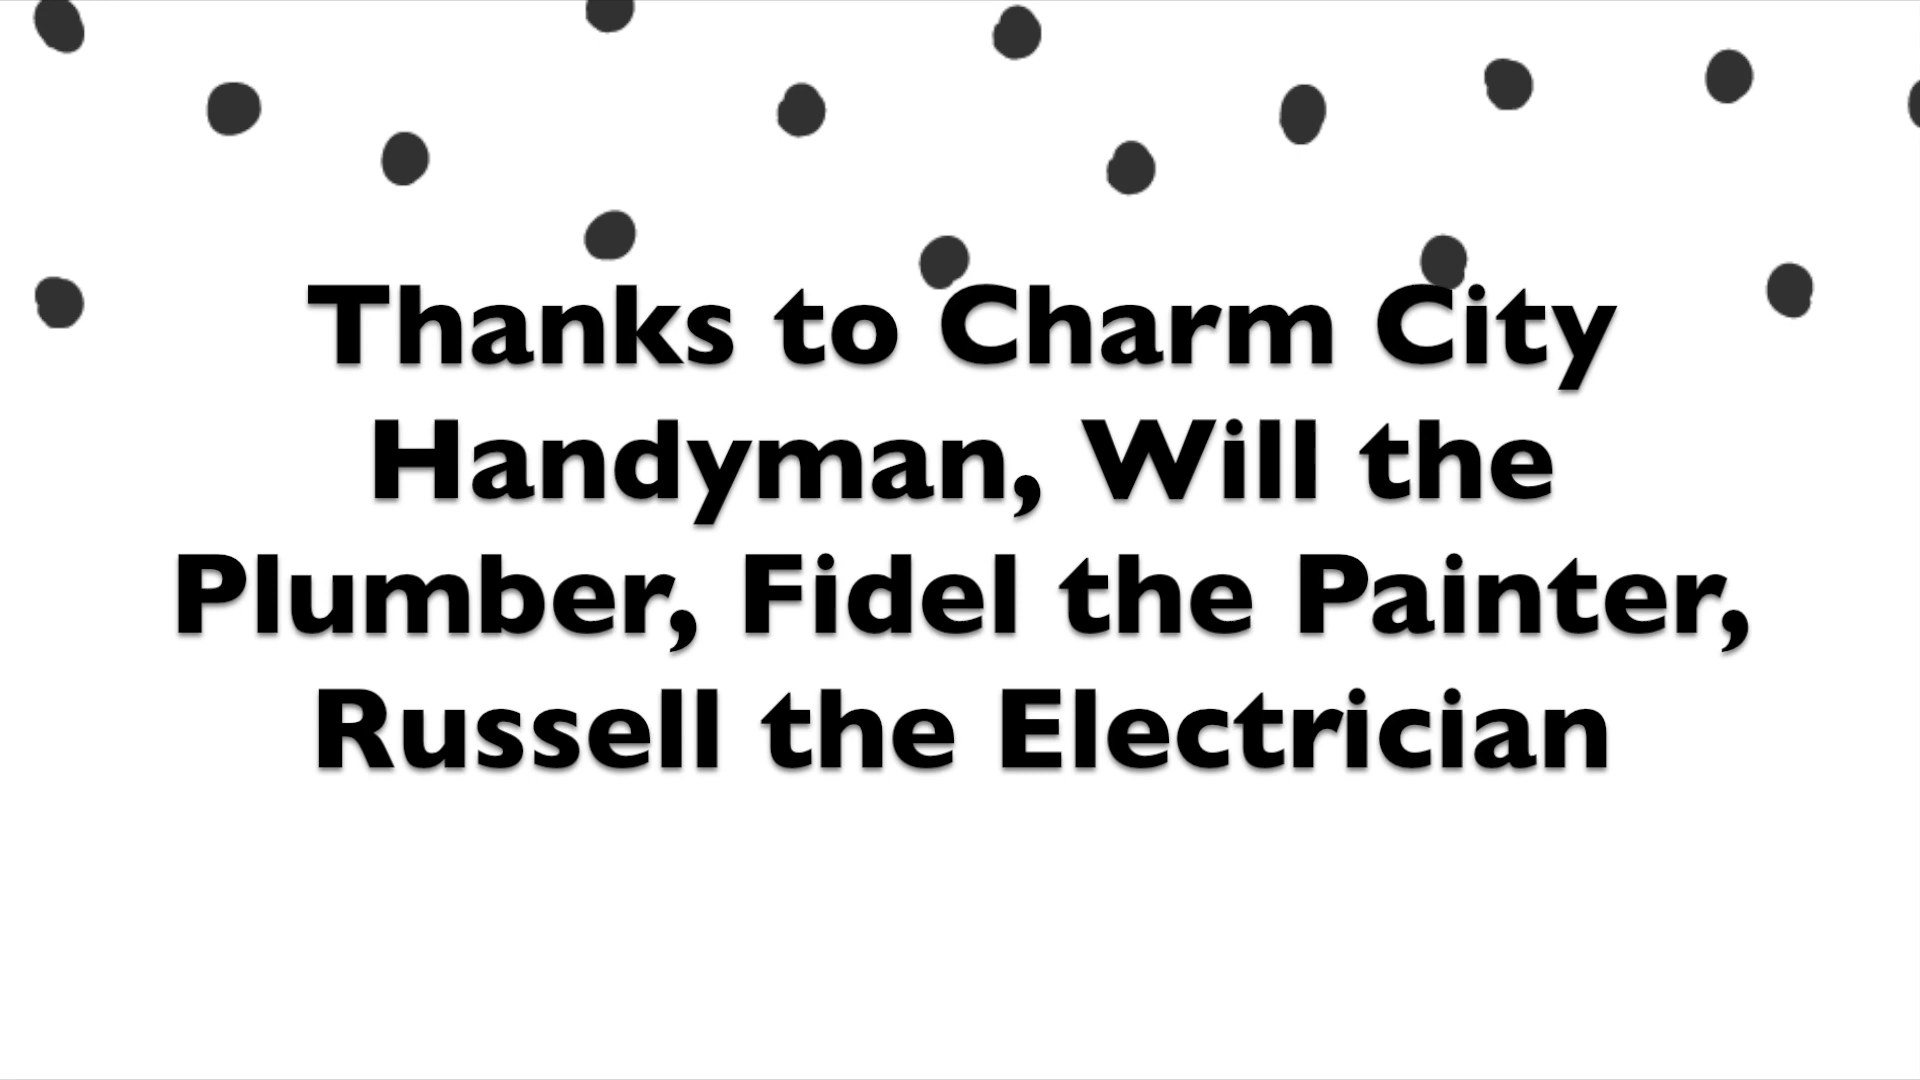 Thanks to Charm City
Handyman, Will the
Plumber, Fidel the Painter,
Russell the Electrician